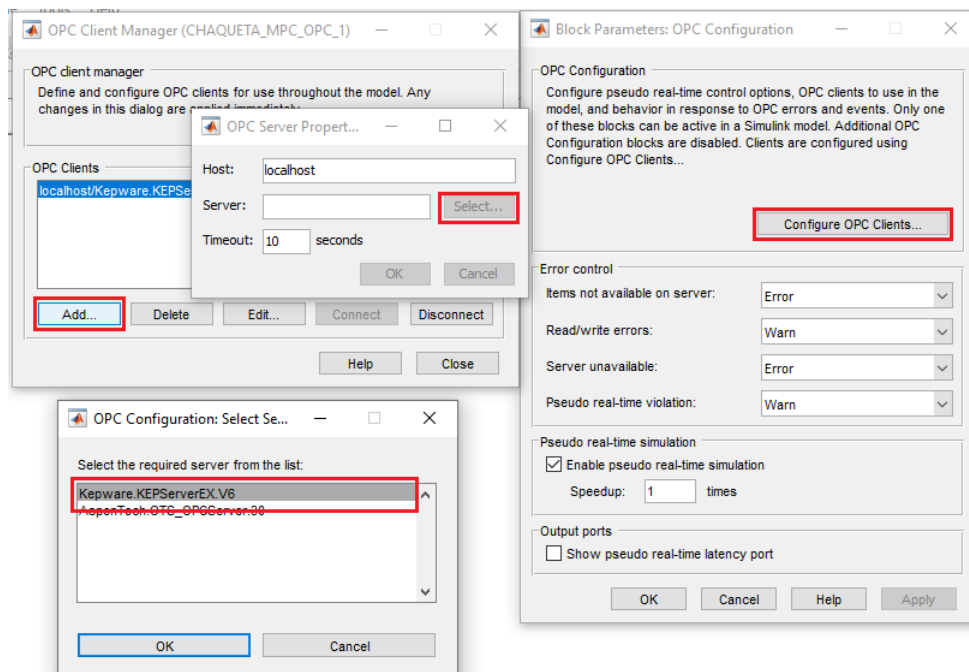 Tools Help
OPC Client Manager (CHAQUETA_MPC_OPC_1)
OPC client manager
Define and configure OPC clients for use throughout the model. Any
changes in this dialog are applied immediately.
OPC Clients
localhost/Kepware.KEPSe
Add...
Delete
Edit...
Connect
Disconnect
Help
Close
OPC Server Propert...
Host:
localhost
Server:
Select...
Timeout:
10
seconds
OK
Cancel
OPC Configuration: Select Se...
Select the required server from the list:
Kepware.KEPServerEX.V6
AspenTech.OTS_OPCServer.30
OK
Cancel
Block Parameters: OPC Configuration
OPC Configuration
Configure pseudo real-time control options, OPC clients to use in the
model, and behavior in response to OPC errors and events. Only one
of these blocks can be active in a Simulink model. Additional OPC
Configuration blocks are disabled. Clients are configured using
Configure OPC Clients...
Configure OPC Clients...
Error control
Items not available on server:
Error
Read/write errors:
Warn
Server unavailable:
Error
Pseudo real-time violation:
Warn
Pseudo real-time simulation
Enable pseudo real-time simulation
Speedup:
1
times
Output ports
Show pseudo real-time latency port
OK
Cancel
Help
Apply